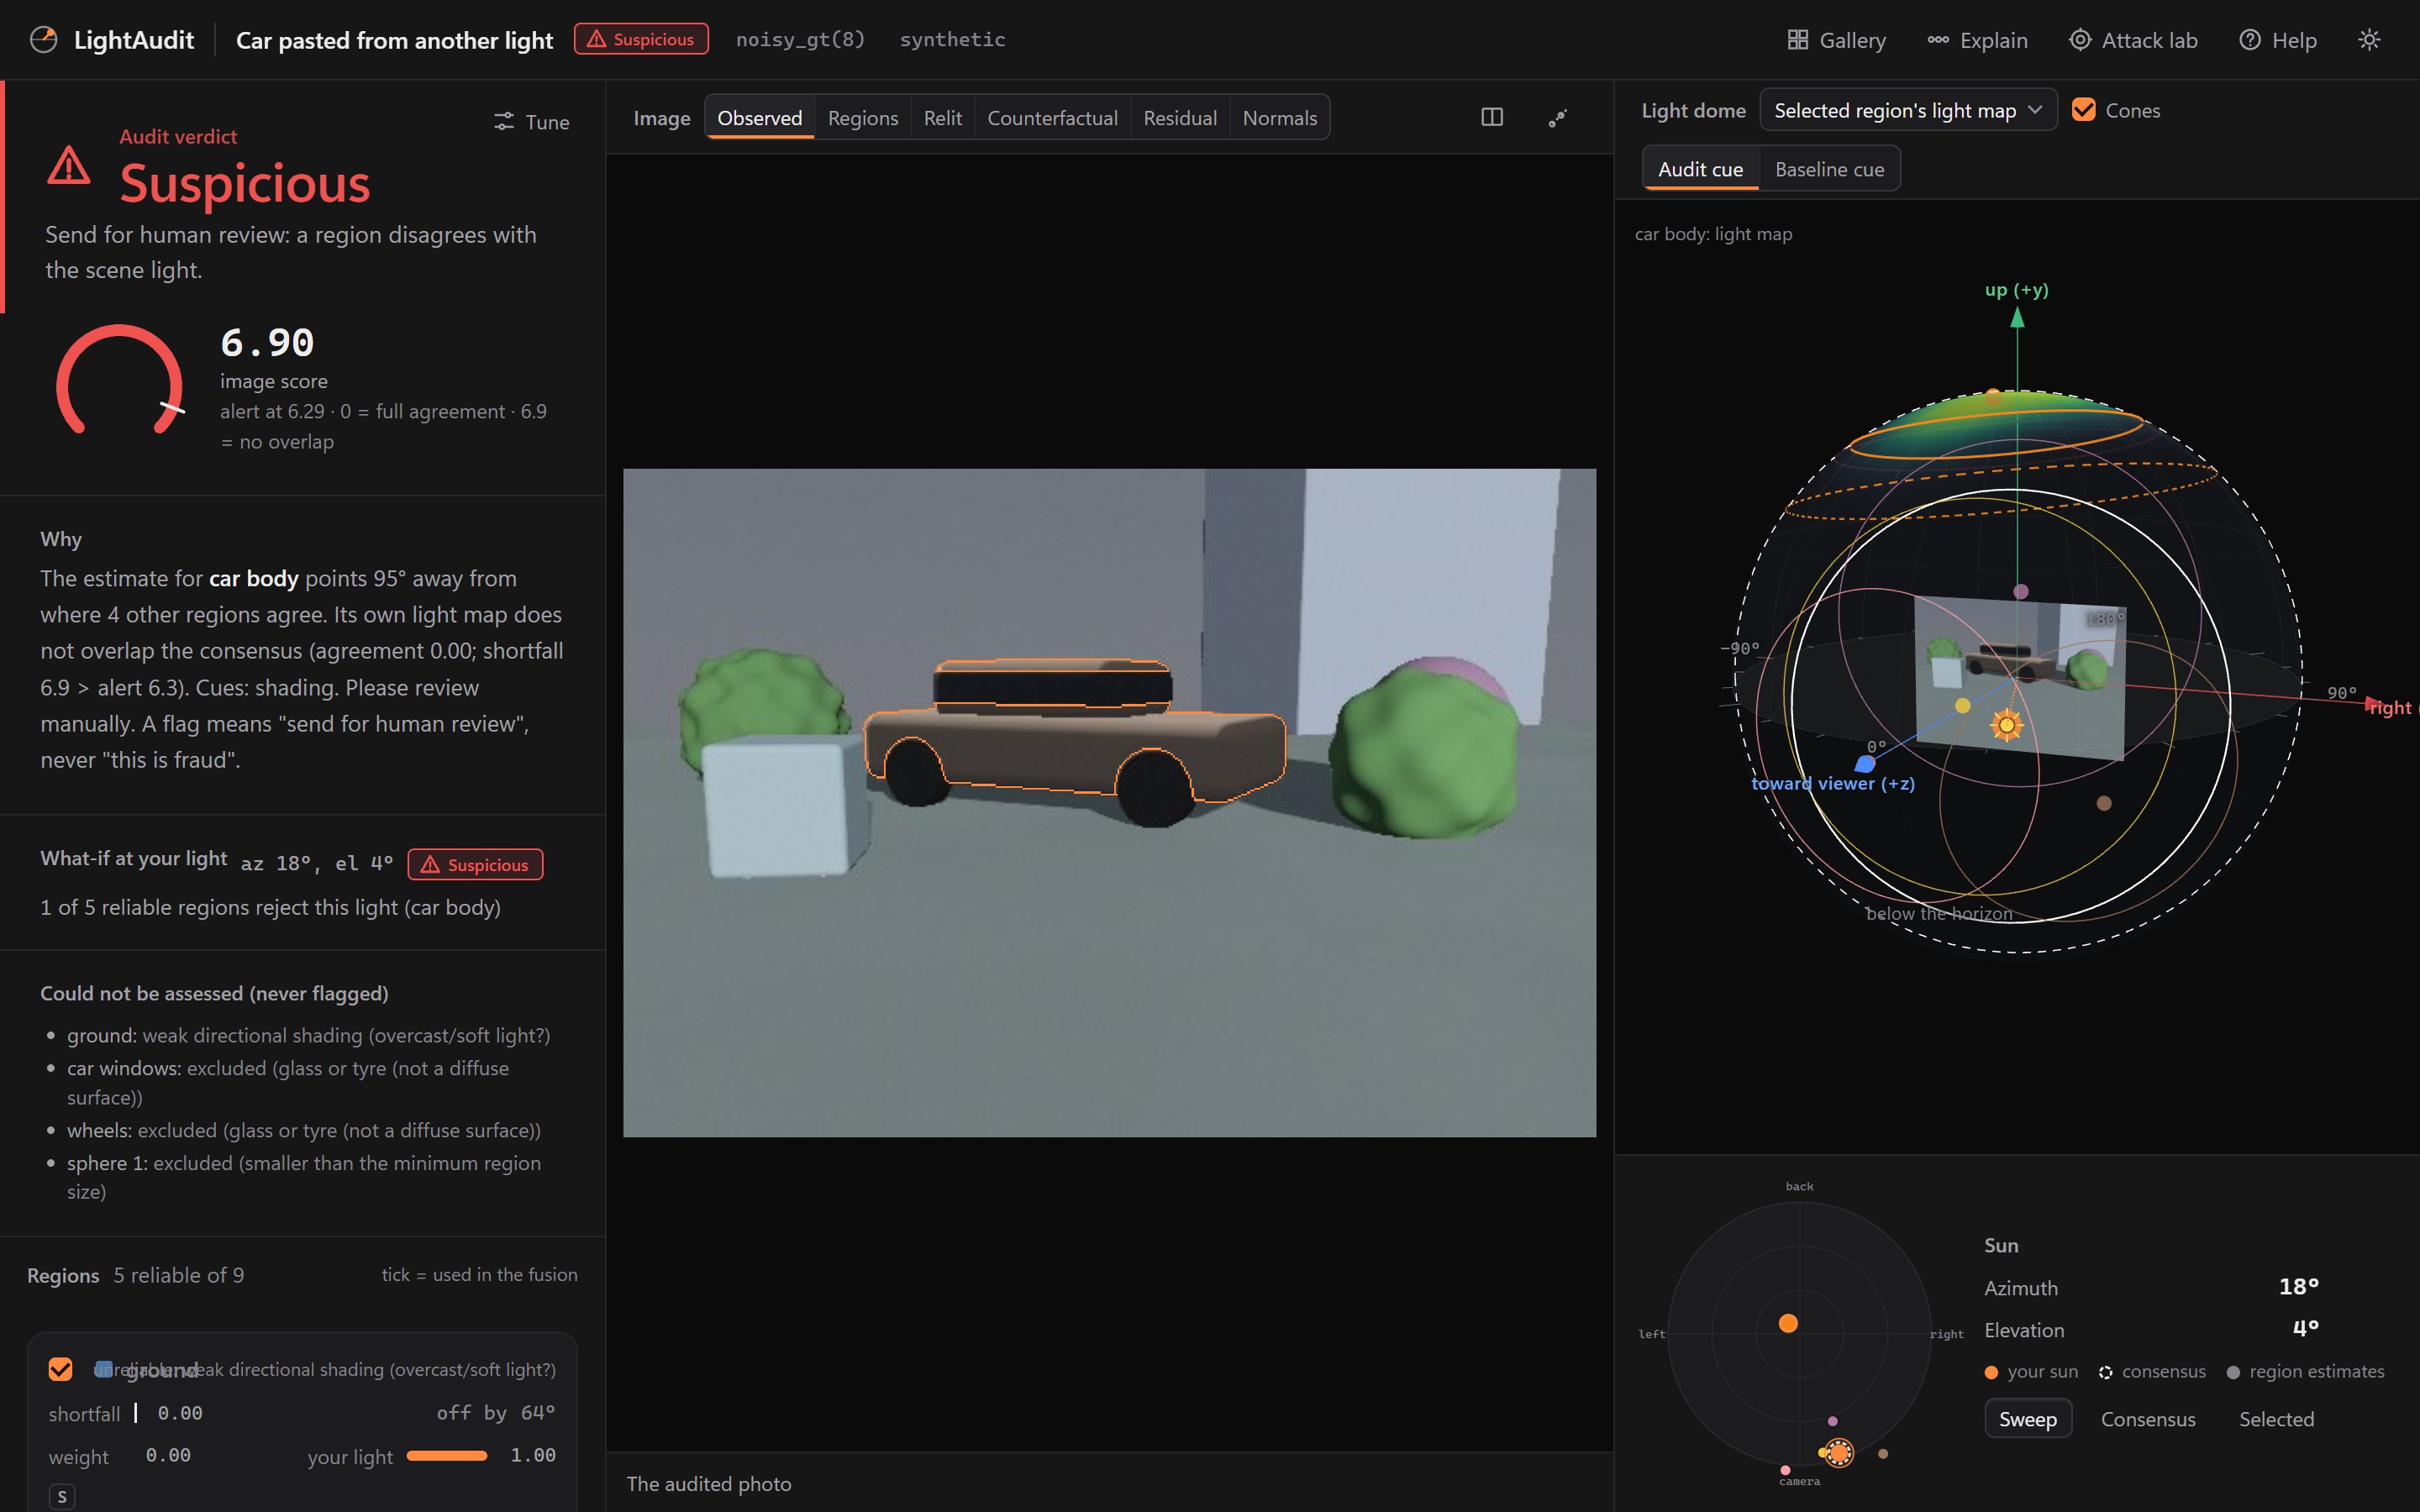 LightAudit
Car pasted from another light
Suspicious
noisy_gt(8)
synthetic
Gallery
Explain
Attack lab
Help
Tune
Audit verdict
Suspicious
Send for human review: a region disagrees with
the scene light.
6.90
image score
alert at 6.29 · 0 = full agreement · 6.9
= no overlap
Why
The estimate for car body points 95° away from
where 4 other regions agree. Its own light map does
not overlap the consensus (agreement 0.00; shortfall
6.9 > alert 6.3). Cues: shading. Please review
manually. A flag means "send for human review",
never "this is fraud".
What-if at your light az 18°, el 4° Suspicious
1 of 5 reliable regions reject this light (car body)
Could not be assessed (never flagged)
• ground: weak directional shading (overcast/soft light?)
• car windows: excluded (glass or tyre (not a diffuse
surface))
• wheels: excluded (glass or tyre (not a diffuse surface))
• sphere 1: excluded (smaller than the minimum region
size)
Regions 5 reliable of 9
tick = used in the fusion
ground
weak directional shading (overcast/soft light?)
shortfall 0.00
off by 64°
weight 0.00
your light 1.00
S
Image
Observed
Regions
Relit
Counterfactual
Residual
Normals
The audited photo
Light dome
Selected region's light map
Cones
Audit cue
Baseline cue
car body: light map
up (+y)
180°
-90°
90°
right (
0°
toward viewer (+z)
below the horizon
back
left
right
camera
Sun
Azimuth 18°
Elevation 4°
your sun
consensus
region estimates
Sweep
Consensus
Selected